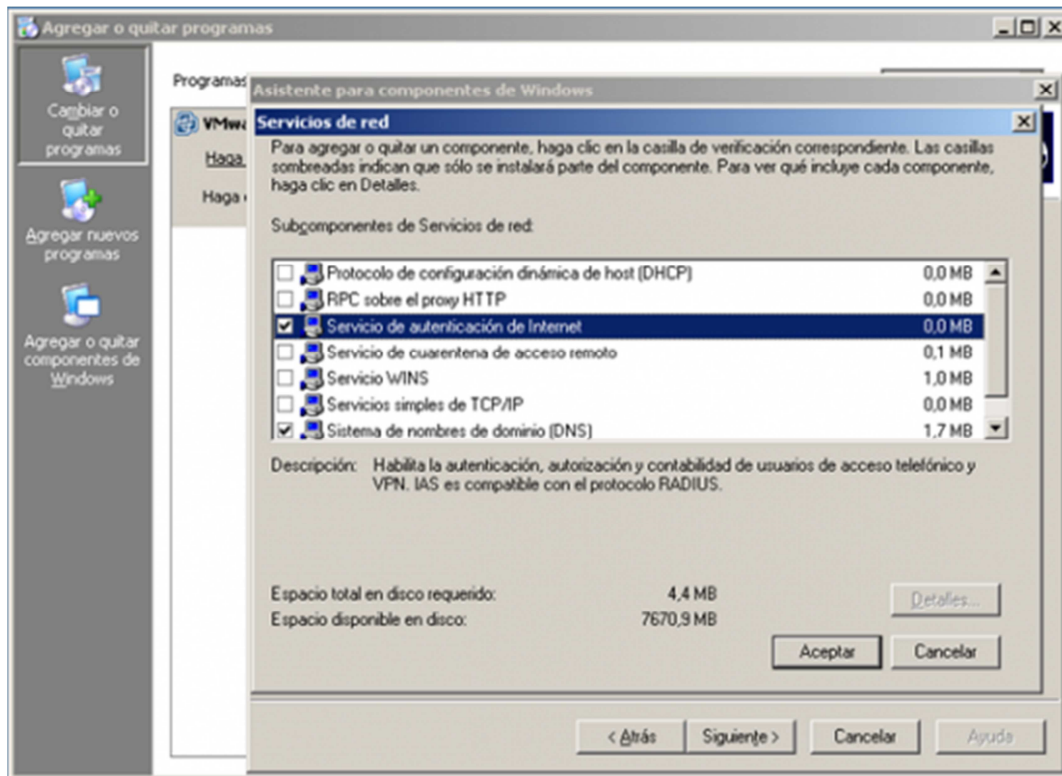 Agregar o quitar programas
Cambiar o
quitar
programas
Agregar nuevos
programas
Agregar o quitar
componentes de
Windows
Programas
VMwa
Haga
Haga
Asistente para componentes de Windows
Servicios de red
Para agregar o quitar un componente, haga clic en la casilla de verificación correspondiente. Las casillas
sombreadas indican que sólo se instalará parte del componente. Para ver qué incluye cada componente,
haga clic en Detalles.
Subcomponentes de Servicios de red:
Protocolo de configuración dinámica de host (DHCP) 0,0 MB
RPC sobre el proxy HTTP 0,0 MB
Servicio de autenticación de Internet 0,0 MB
Servicio de cuarentena de acceso remoto 0,1 MB
Servicio WINS 1,0 MB
Servicios simples de TCP/IP 0,0 MB
Sistema de nombres de dominio (DNS) 1,7 MB
Descripción: Habilita la autenticación, autorización y contabilidad de usuarios de acceso telefónico y
VPN. IAS es compatible con el protocolo RADIUS.
Espacio total en disco requerido: 4,4 MB
Espacio disponible en disco: 7670,9 MB
Detalles...
Aceptar Cancelar
< Atrás Siguiente > Cancelar Ayuda